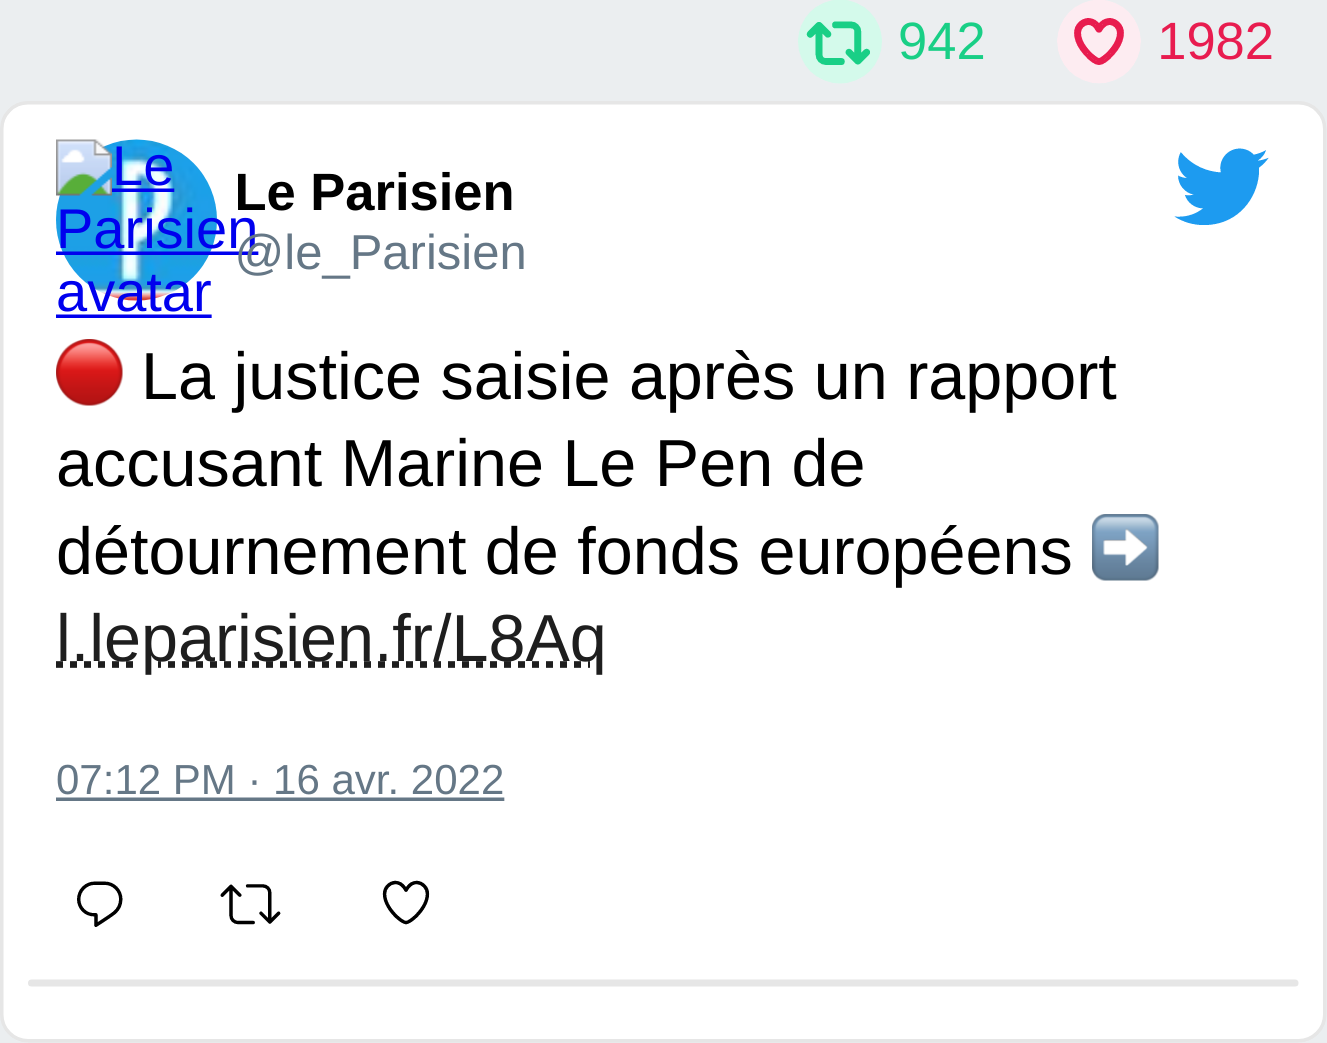 942 1982
Le Parisien avatar
Le Parisien
@le_Parisien
🔴 La justice saisie après un rapport
accusant Marine Le Pen de
détournement de fonds européens ➡️
l.leparisien.fr/L8Aq
07:12 PM · 16 avr. 2022